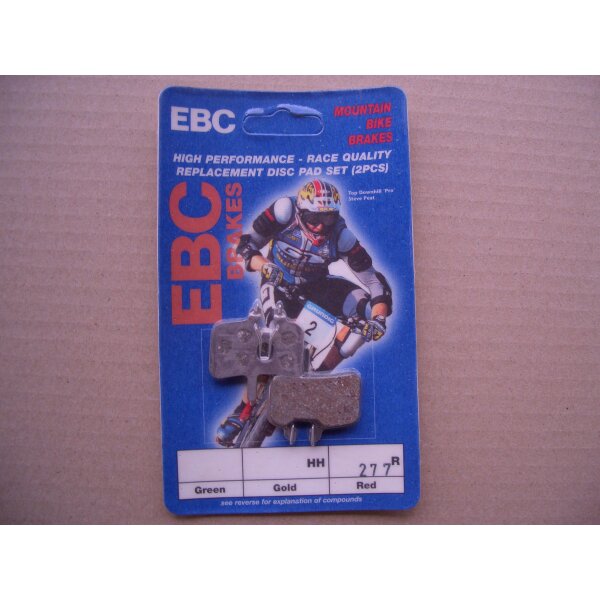 EBC
MOUNTAIN
BIKE
BRAKES
HIGH PERFORMANCE - RACE QUALITY
REPLACEMENT DISC PAD SET (2PCS)
Top Downhill 'Pro'
Steve Peat
EBC
BRAKES
2
HH
277R
Green
Gold
Red
see reverse for explanation of compounds